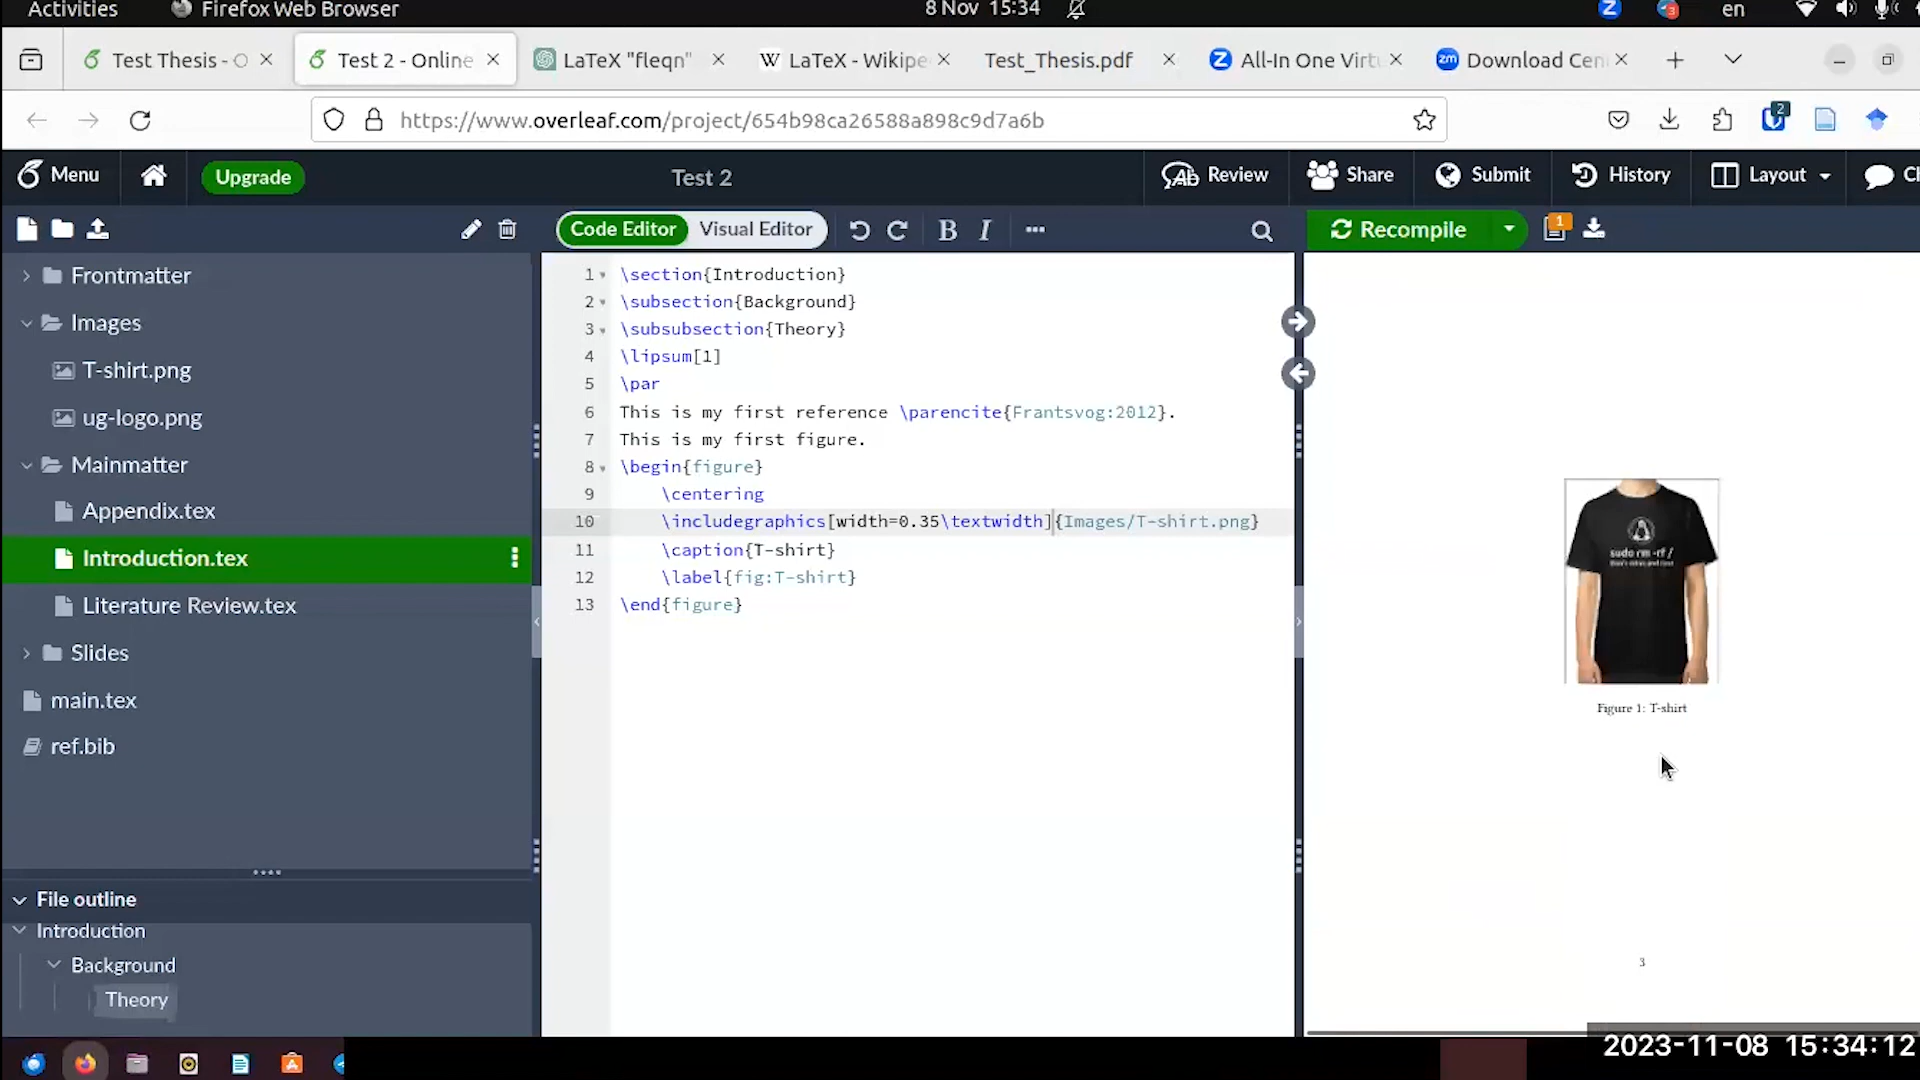 Activities
Firefox Web Browser
8 Nov 15:34
en
Test Thesis - O
Test 2 - Online
LaTeX "fleqn"
LaTeX - Wikipe
Test_Thesis.pdf
All-In One Virtu
zm
Download Cen
https://www.overleaf.com/project/654b98ca26588a898c9d7a6b
2
Menu
Upgrade
Test 2
Review
Share
Submit
History
Layout
Ch
Code Editor
Visual Editor
B
I
Recompile
1
Frontmatter
Images
T-shirt.png
ug-logo.png
Mainmatter
Appendix.tex
Introduction.tex
Literature Review.tex
Slides
main.tex
ref.bib
File outline
Introduction
Background
Theory
1 \section{Introduction}
2 \subsection{Background}
3 \subsubsection{Theory}
4 \lipsum[1]
5 \par
6 This is my first reference \parencite{Frantsvog:2012}.
7 This is my first figure.
8 \begin{figure}
9 \centering
10 \includegraphics[width=0.35\textwidth]{Images/T-shirt.png}
11 \caption{T-shirt}
12 \label{fig:T-shirt}
13 \end{figure}
sudo rm -rf /
Figure 1: T-shirt
3
2023-11-08 15:34:12